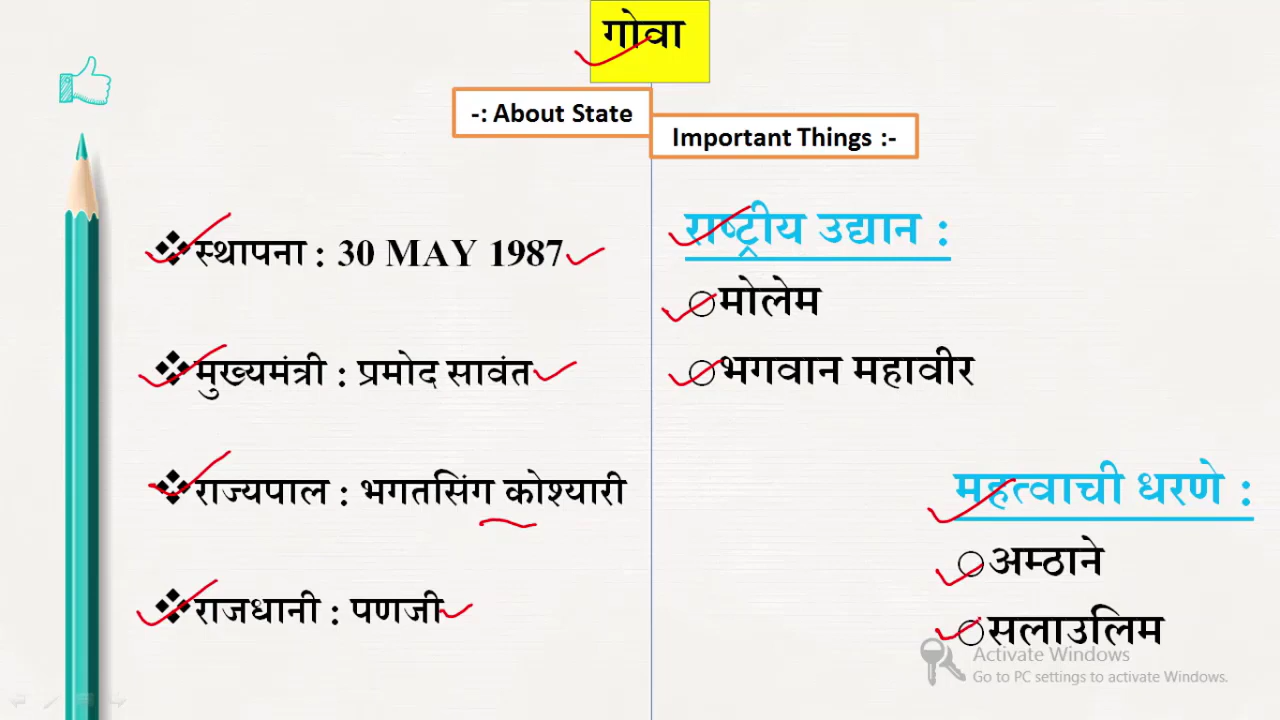 गोवा
-: About State
Important Things :-
स्थापना : 30 MAY 1987
मुख्यमंत्री : प्रमोद सावंत
राज्यपाल : भगतसिंग कोश्यारी
राजधानी : पणजी
राष्ट्रीय उद्यान :
मोलेम
भगवान महावीर
महत्वाची धरणे :
अम्ठाने
सलाउलिम
Activate Windows
Go to PC settings to activate Windows.